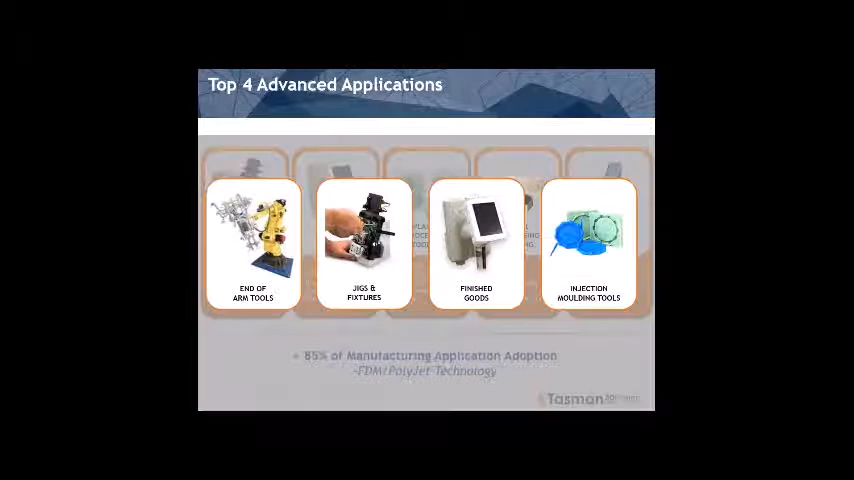 Top 4 Advanced Applications
END OF
ARM TOOLS
JIGS &
FIXTURES
FINISHED
GOODS
INJECTION
MOULDING TOOLS
85% of Manufacturing Application Adoption
-FDM/PolyJet Technology
Tasman